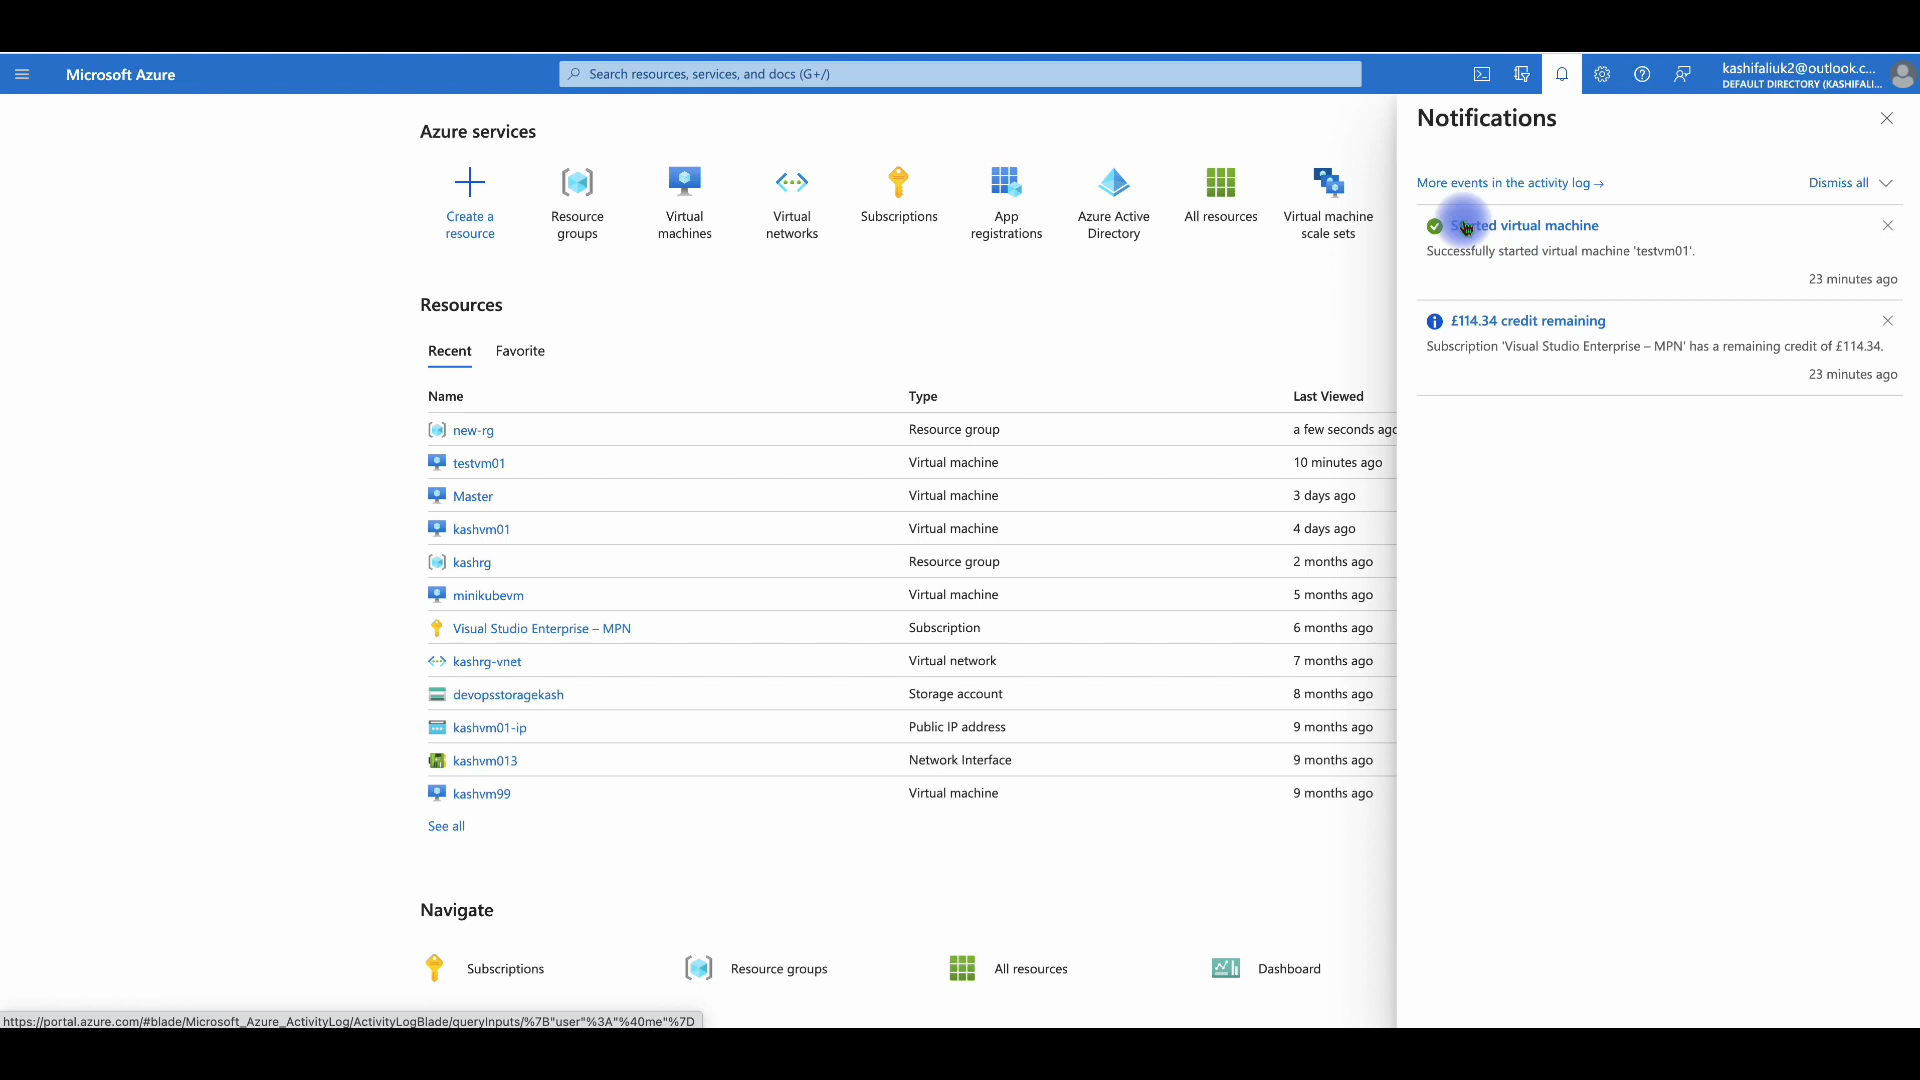 Microsoft Azure
Search resources, services, and docs (G+/)
kashifaliuk2@outlook.c...
DEFAULT DIRECTORY (KASHIFALI...
Azure services
Create a
resource
Resource
groups
Virtual
machines
Virtual
networks
Subscriptions
App
registrations
Azure Active
Directory
All resources
Virtual machine
scale sets
Resources
Recent
Favorite
Name
Type
Last Viewed
new-rg
Resource group
a few seconds ago
testvm01
Virtual machine
10 minutes ago
Master
Virtual machine
3 days ago
kashvm01
Virtual machine
4 days ago
kashrg
Resource group
2 months ago
minikubevm
Virtual machine
5 months ago
Visual Studio Enterprise – MPN
Subscription
6 months ago
kashrg-vnet
Virtual network
7 months ago
devopsstoragekash
Storage account
8 months ago
kashvm01-ip
Public IP address
9 months ago
kashvm013
Network Interface
9 months ago
kashvm99
Virtual machine
9 months ago
See all
Navigate
Subscriptions
Resource groups
All resources
Dashboard
Notifications
More events in the activity log →
Dismiss all
Started virtual machine
Successfully started virtual machine 'testvm01'.
23 minutes ago
£114.34 credit remaining
Subscription 'Visual Studio Enterprise – MPN' has a remaining credit of £114.34.
23 minutes ago
https://portal.azure.com/#blade/Microsoft_Azure_ActivityLog/ActivityLogBlade/queryInputs/%7B"user"%3A"%40me"%7D